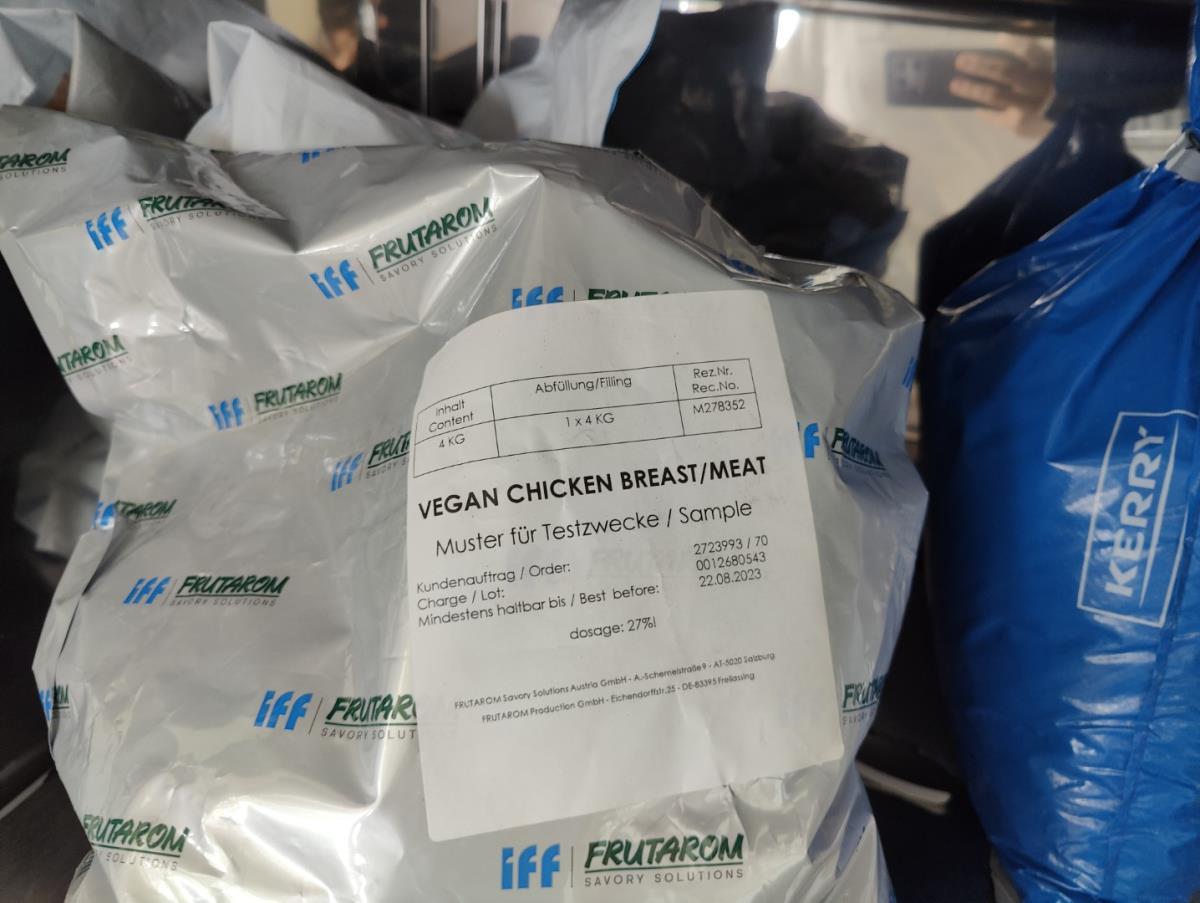 iff FRUTAROM
SAVORY SOLUTIONS
Inhalt
Content
Abfüllung/Filling
Rez.Nr.
Rec.No.
4 KG
1 x 4 KG
M278352
VEGAN CHICKEN BREAST/MEAT
Muster für Testzwecke / Sample
Kundenauftrag / Order: 2723993 / 70
Charge / Lot: 0012680543
Mindestens haltbar bis / Best before: 22.08.2023
dosage: 27%!
FRUTAROM Savory Solutions Austria GmbH - A.-Schemelstraße 9 - AT-5020 Salzburg
FRUTAROM Production GmbH - Eichendorffstr. 25 - DE-83395 Freilassing
iff FRUTAROM
SAVORY SOLUTIONS
KERRY